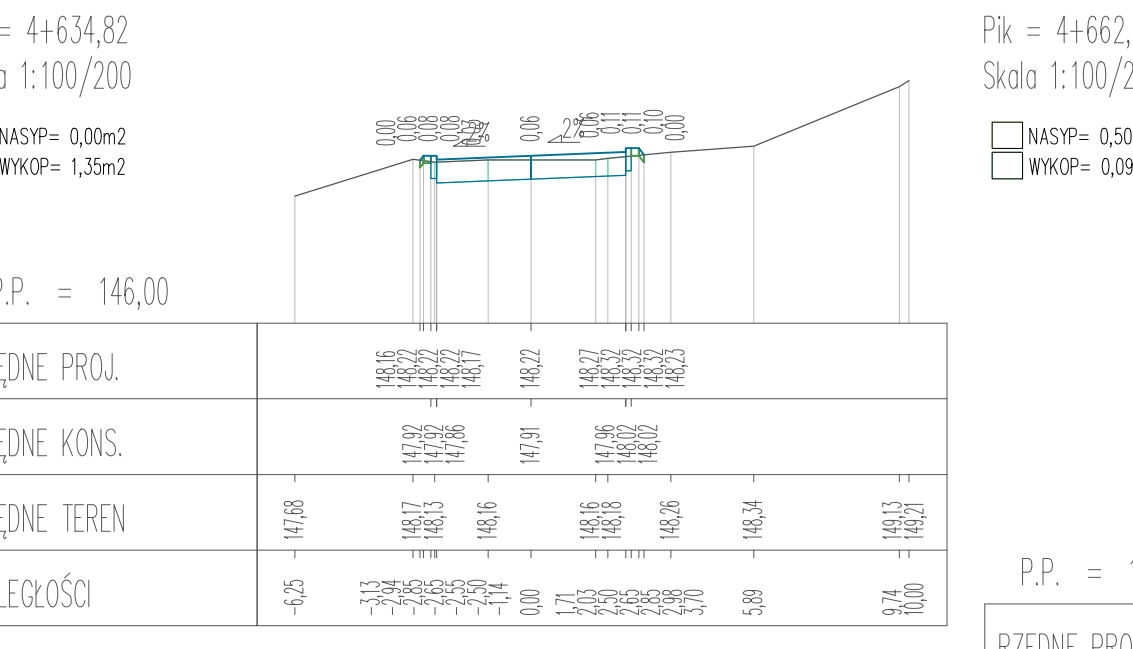 = 4+634,82
a 1:100/200
NASYP= 0,00m2
WYKOP= 1,35m2
0,00 0,06 0,08 0,08 0,06 0,06 0,11 0,11 0,10 0,00
2% 2%
P.P. = 146,00
ĘDNE PROJ. 148,16 148,22 148,22 148,22 148,17 148,22 148,27 148,32 148,32 148,32 148,23
ĘDNE KONS. 147,92 147,92 147,86 147,91 147,96 148,02 148,02
ĘDNE TEREN 147,68 148,17 148,13 148,16 148,16 148,18 148,26 148,34 149,13 149,21
LEGŁOŚCI -6,25 -3,13 -2,94 -2,85 -2,65 -2,55 -2,50 -1,14 0,00 1,71 2,03 2,50 2,65 2,85 2,98 2,98 3,70 5,89 9,74 10,00
Pik = 4+662,
Skala 1:100/2
NASYP= 0,50
WYKOP= 0,09
P.P. =
RZĘDNE PRO